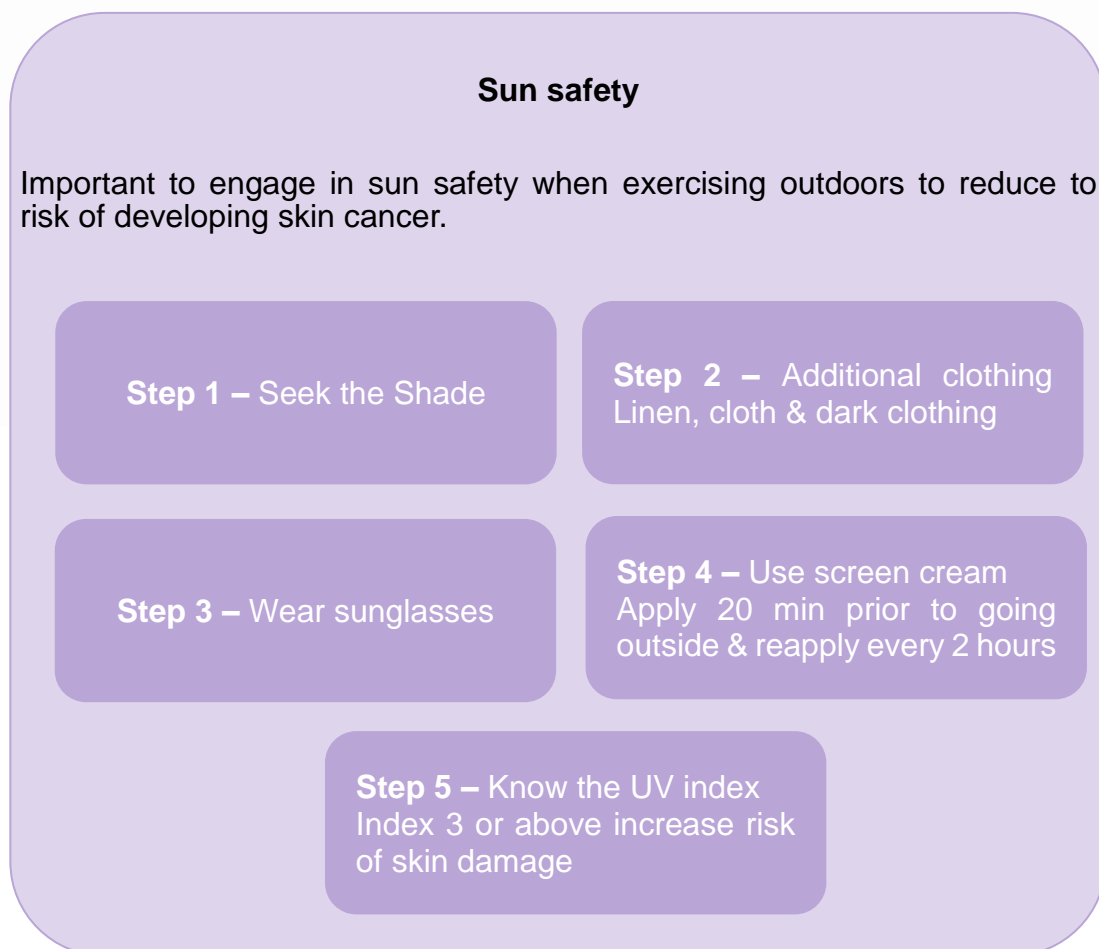 Sun safety
Important to engage in sun safety when exercising outdoors to reduce to
risk of developing skin cancer.
Step 1 – Seek the Shade
Step 2 – Additional clothing
Linen, cloth & dark clothing
Step 3 – Wear sunglasses
Step 4 – Use screen cream
Apply 20 min prior to going
outside & reapply every 2 hours
Step 5 – Know the UV index
Index 3 or above increase risk
of skin damage